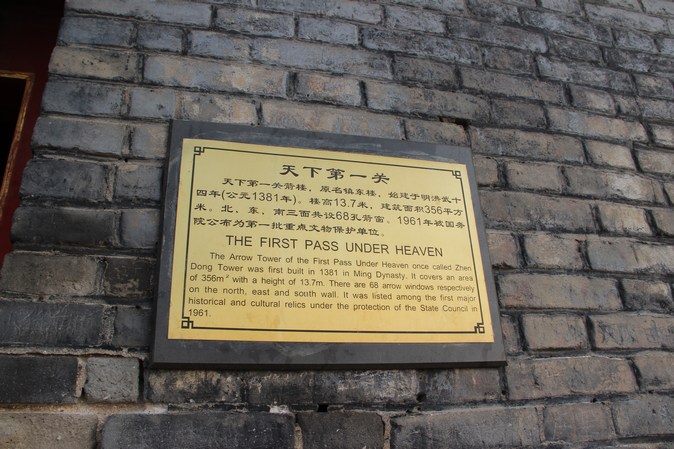 天下第一关
天下第一关箭楼，原名镇东楼，始建于明洪武十
四年(公元1381年)。楼高13.7米，建筑面积356平方
米。北、东、南三面共设68孔箭窗。1961年被国务
院公布为第一批重点文物保护单位。
THE FIRST PASS UNDER HEAVEN
The Arrow Tower of the First Pass Under Heaven once called Zhen
Dong Tower was first built in 1381 in Ming Dynasty. It covers an area
of 356m² with a height of 13.7m. There are 68 arrow windows respectively
on the north, east and south wall. It was listed among the first major
historical and cultural relics under the protection of the State Council in
1961.